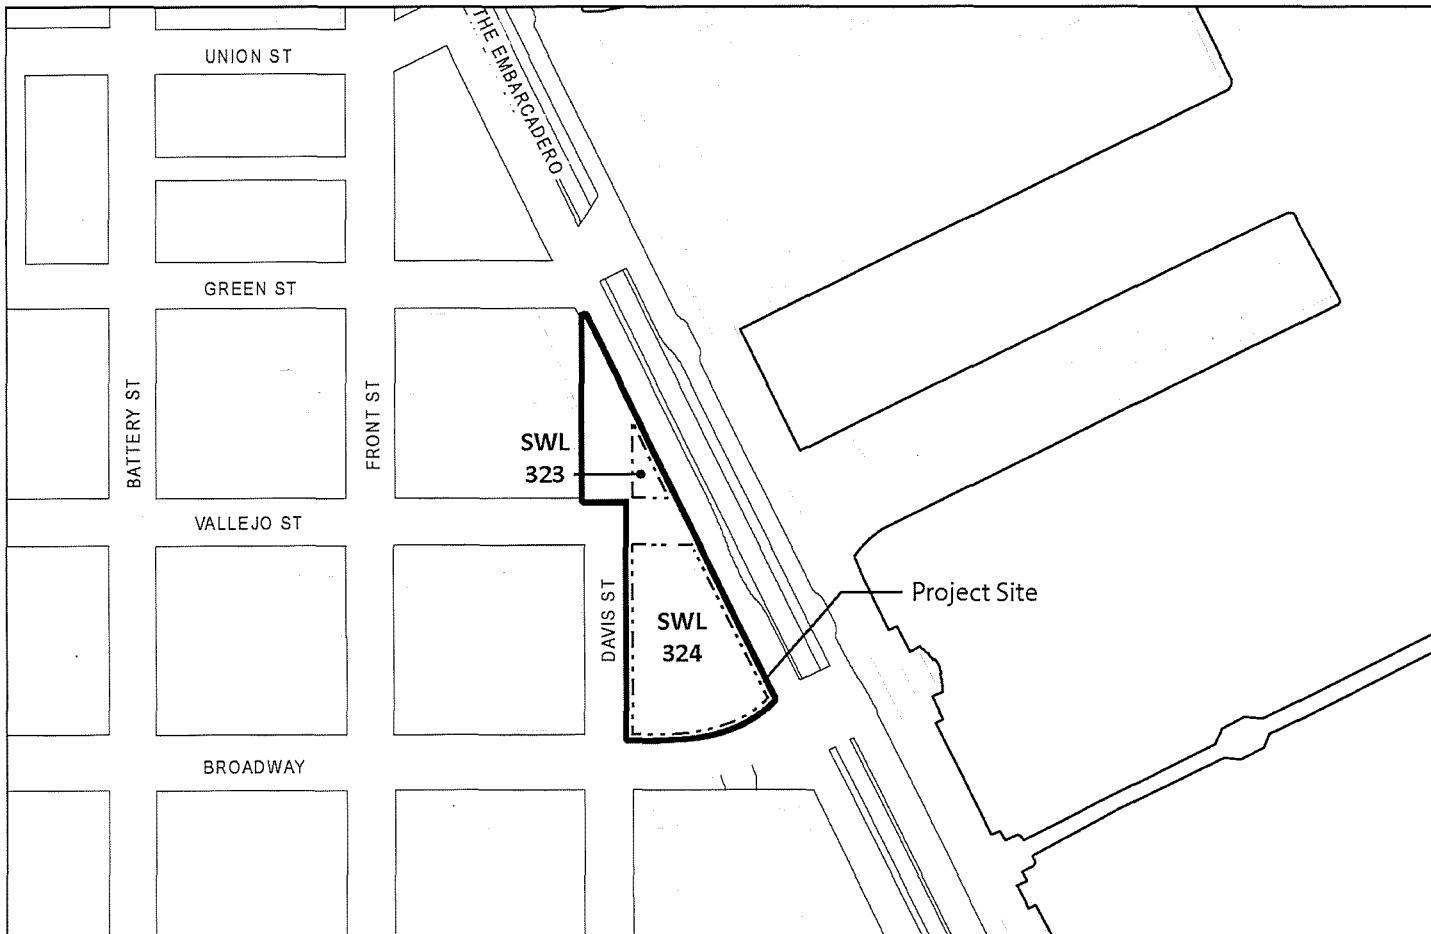 UNION ST
THE EMBARCADERO
GREEN ST
BATTERY ST
FRONT ST
SWL
323
VALLEJO ST
Project Site
DAVIS ST
SWL
324
BROADWAY